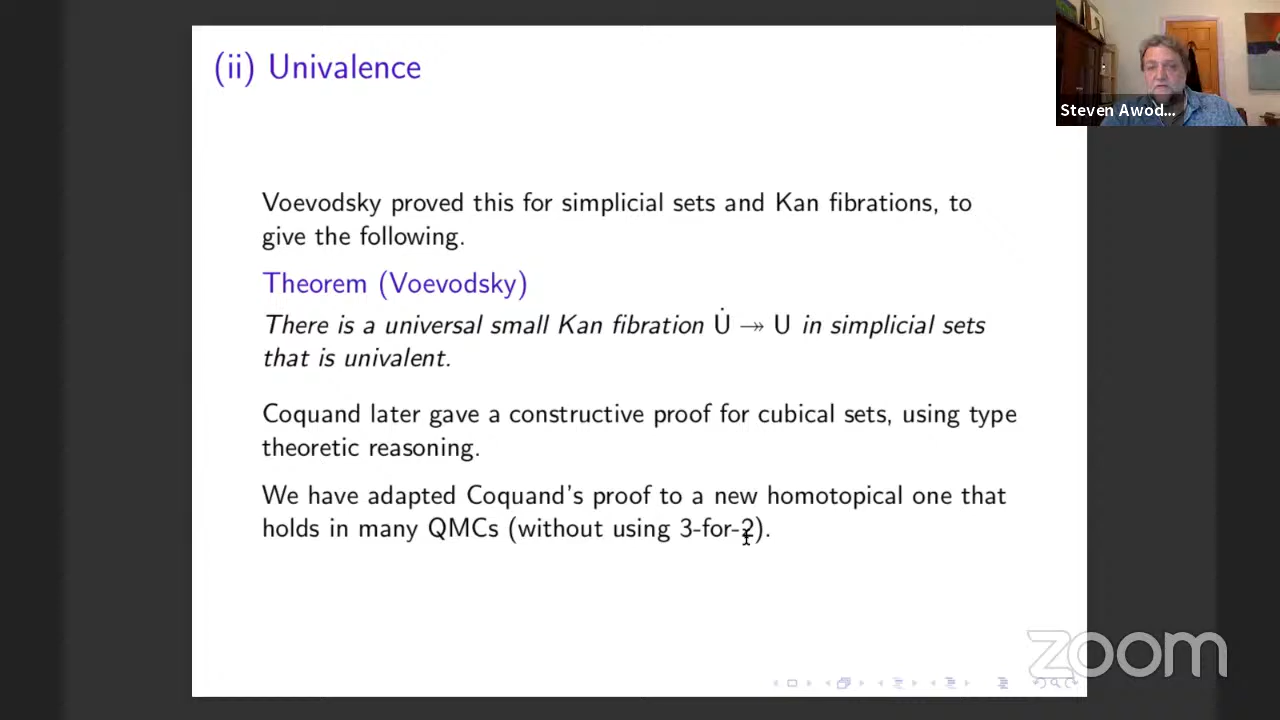 (ii) Univalence
Steven Awod...
Voevodsky proved this for simplicial sets and Kan fibrations, to
give the following.
Theorem (Voevodsky)
There is a universal small Kan fibration U̇ ↠ U in simplicial sets
that is univalent.
Coquand later gave a constructive proof for cubical sets, using type
theoretic reasoning.
We have adapted Coquand's proof to a new homotopical one that
holds in many QMCs (without using 3-for-2).
zoom